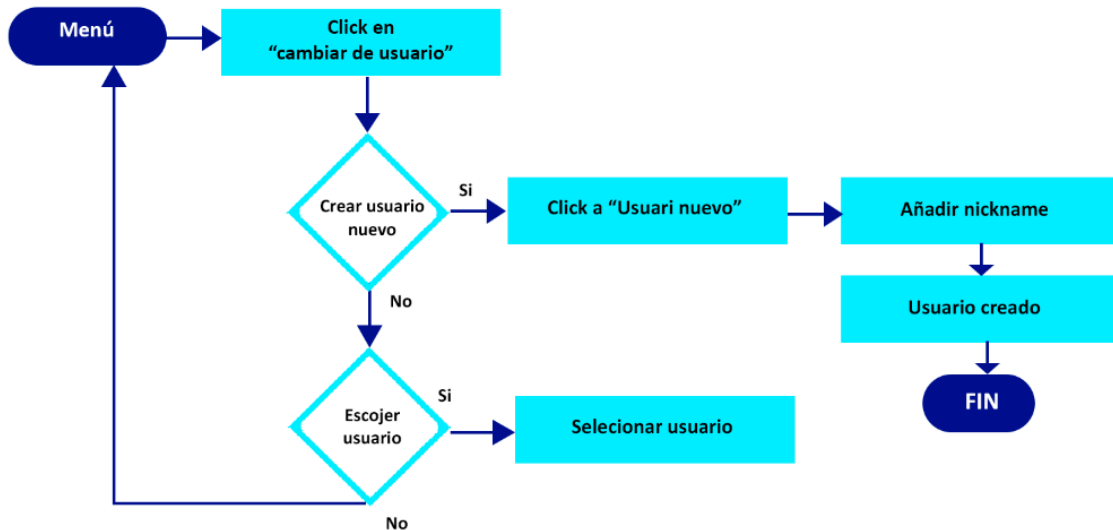 Menú
Click en
“cambiar de usuario”
Crear usuario
nuevo
Si
Click a “Usuari nuevo”
Añadir nickname
No
Usuario creado
Escojer
usuario
Si
Selecionar usuario
FIN
No